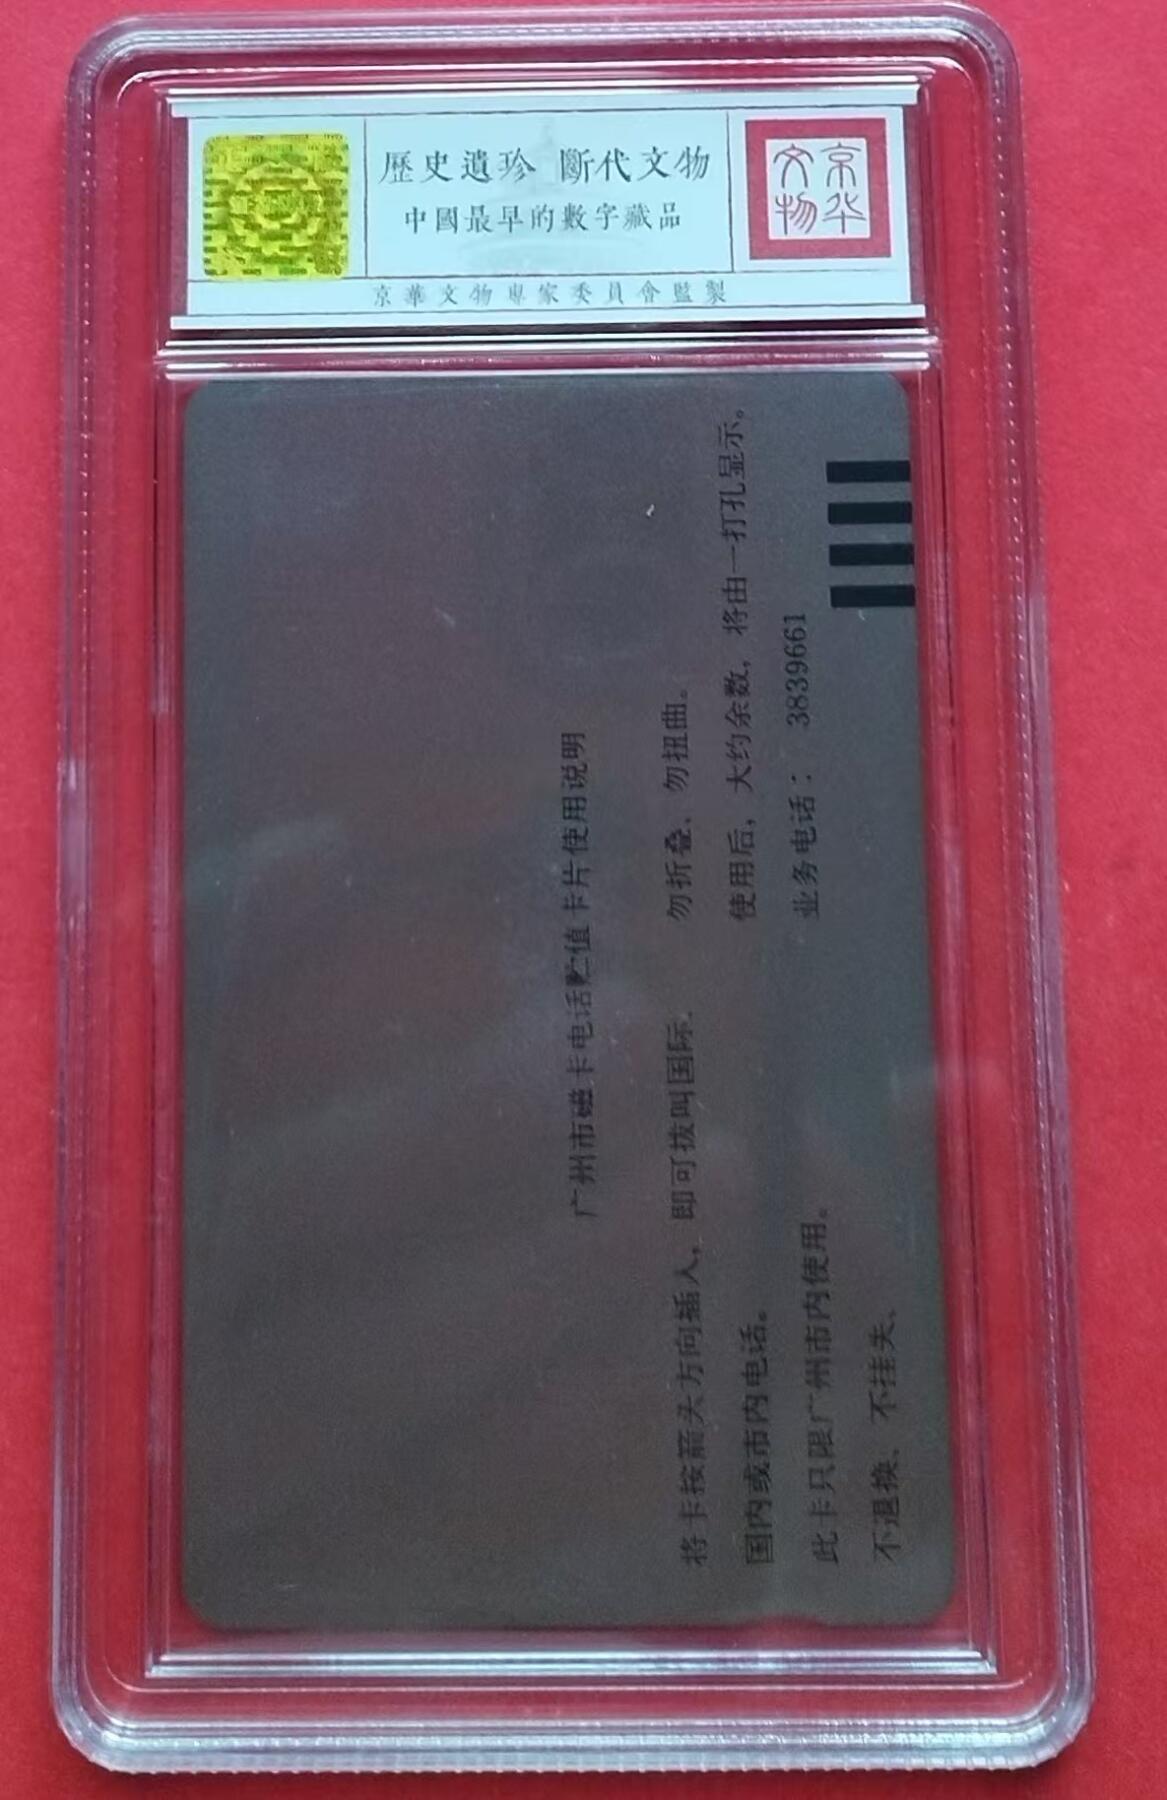 歷史遺珍 斷代文物
中國最早的數字藏品
京華文物專家委員會監製
京华
文物
广州市磁卡电话贮值卡片使用说明
将卡按箭头方向插入，即可拨叫国际、
国内或市内电话。
此卡只限广州市内使用。
不退换、不挂失、
勿折叠、勿扭曲。
使用后，大约余数，将由一打孔显示。
业务电话：3839661